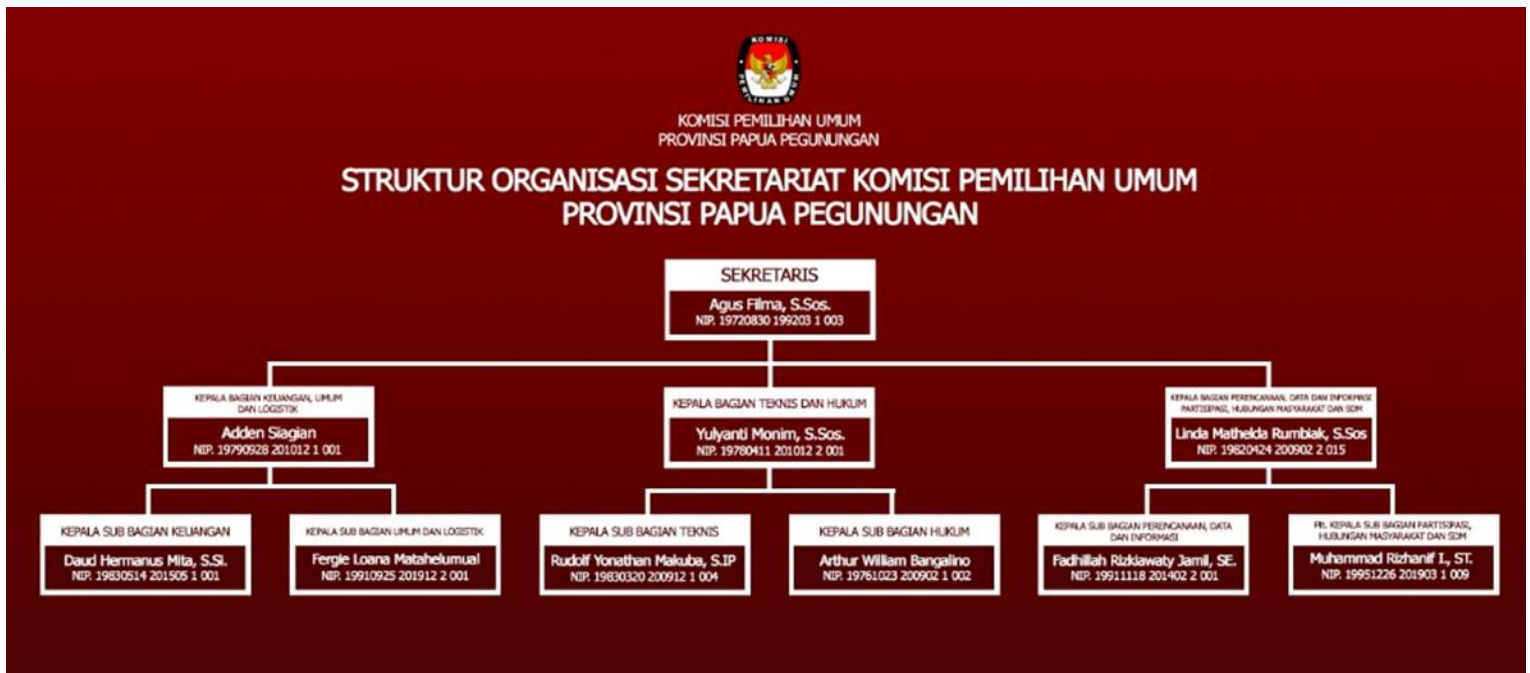 KOMISI
PEMILIHAN UMUM
KOMISI PEMILIHAN UMUM
PROVINSI PAPUA PEGUNUNGAN
STRUKTUR ORGANISASI SEKRETARIAT KOMISI PEMILIHAN UMUM
PROVINSI PAPUA PEGUNUNGAN
SEKRETARIS
Agus Filma, S.Sos.
NIP. 19720830 199203 1 003
KEPALA BAGIAN KEUANGAN, UMUM
DAN LOGISTIK
Adden Siagian
NIP. 19790928 201012 1 001
KEPALA BAGIAN TEKNIS DAN HUKUM
Yulyanti Monim, S.Sos.
NIP. 19780411 201012 2 001
KEPALA BAGIAN PERENCANAAN, DATA DAN INFORMASI
PARTISIPASI, HUBUNGAN MASYARAKAT DAN SDM
Linda Mathelda Rumbiak, S.Sos
NIP. 19820424 200902 2 015
KEPALA SUB BAGIAN KEUANGAN
Daud Hermanus Mita, S.Si.
NIP. 19830514 201505 1 001
KEPALA SUB BAGIAN UMUM DAN LOGISTIK
Fergie Loana Matahelumual
NIP. 19910925 201912 2 001
KEPALA SUB BAGIAN TEKNIS
Rudolf Yonathan Makuba, S.IP
NIP. 19830320 200912 1 004
KEPALA SUB BAGIAN HUKUM
Arthur William Bangalino
NIP. 19761023 200902 1 002
KEPALA SUB BAGIAN PERENCANAAN, DATA
DAN INFORMASI
Fadhillah Rizkiawaty Jamil, SE.
NIP. 19911118 201402 2 001
Plt. KEPALA SUB BAGIAN PARTISIPASI,
HUBUNGAN MASYARAKAT DAN SDM
Muhammad Rizhanif I., ST.
NIP. 19951226 201903 1 009